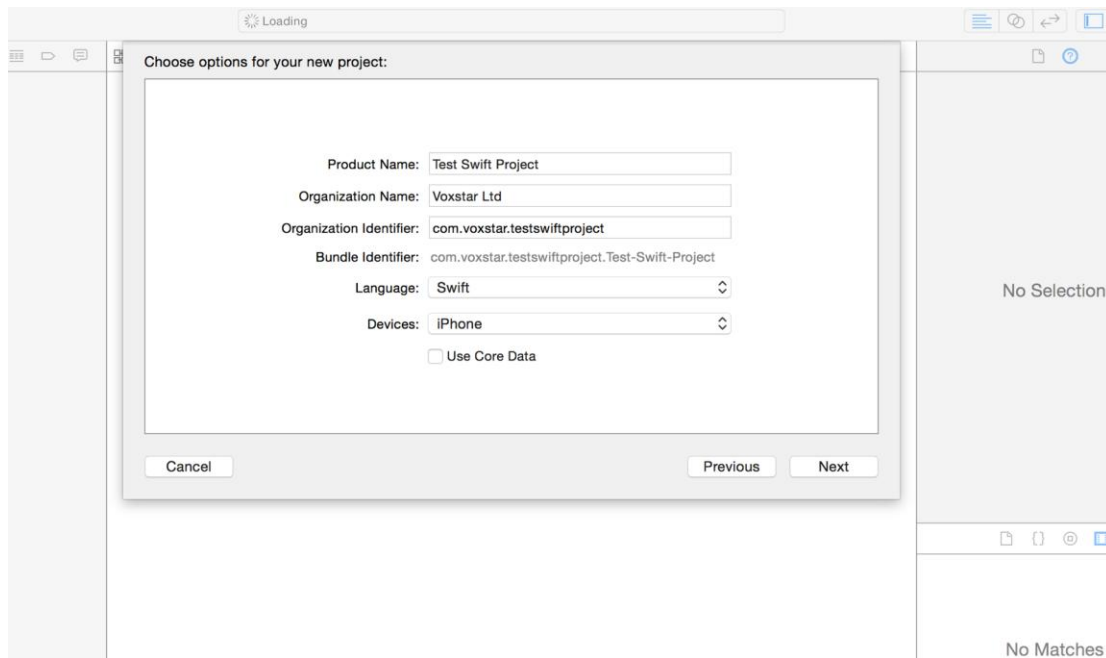 Loading
Choose options for your new project:
Product Name: Test Swift Project
Organization Name: Voxstar Ltd
Organization Identifier: com.voxstar.testswiftproject
Bundle Identifier: com.voxstar.testswiftproject.Test-Swift-Project
Language: Swift
Devices: iPhone
Use Core Data
No Selection
Cancel Previous Next
No Matches